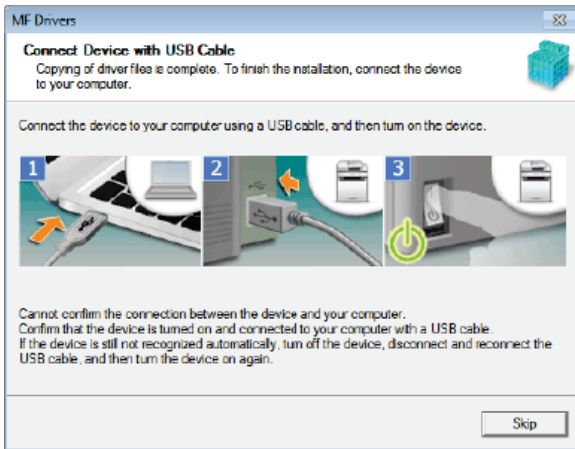 MF Drivers
Connect Device with USB Cable
Copying of driver files is complete. To finish the installation, connect the device
to your computer.
Connect the device to your computer using a USB cable, and then turn on the device.
1 2 3
Cannot confirm the connection between the device and your computer.
Confirm that the device is turned on and connected to your computer with a USB cable.
If the device is still not recognized automatically, turn off the device, disconnect and reconnect the
USB cable, and then turn the device on again.
Skip